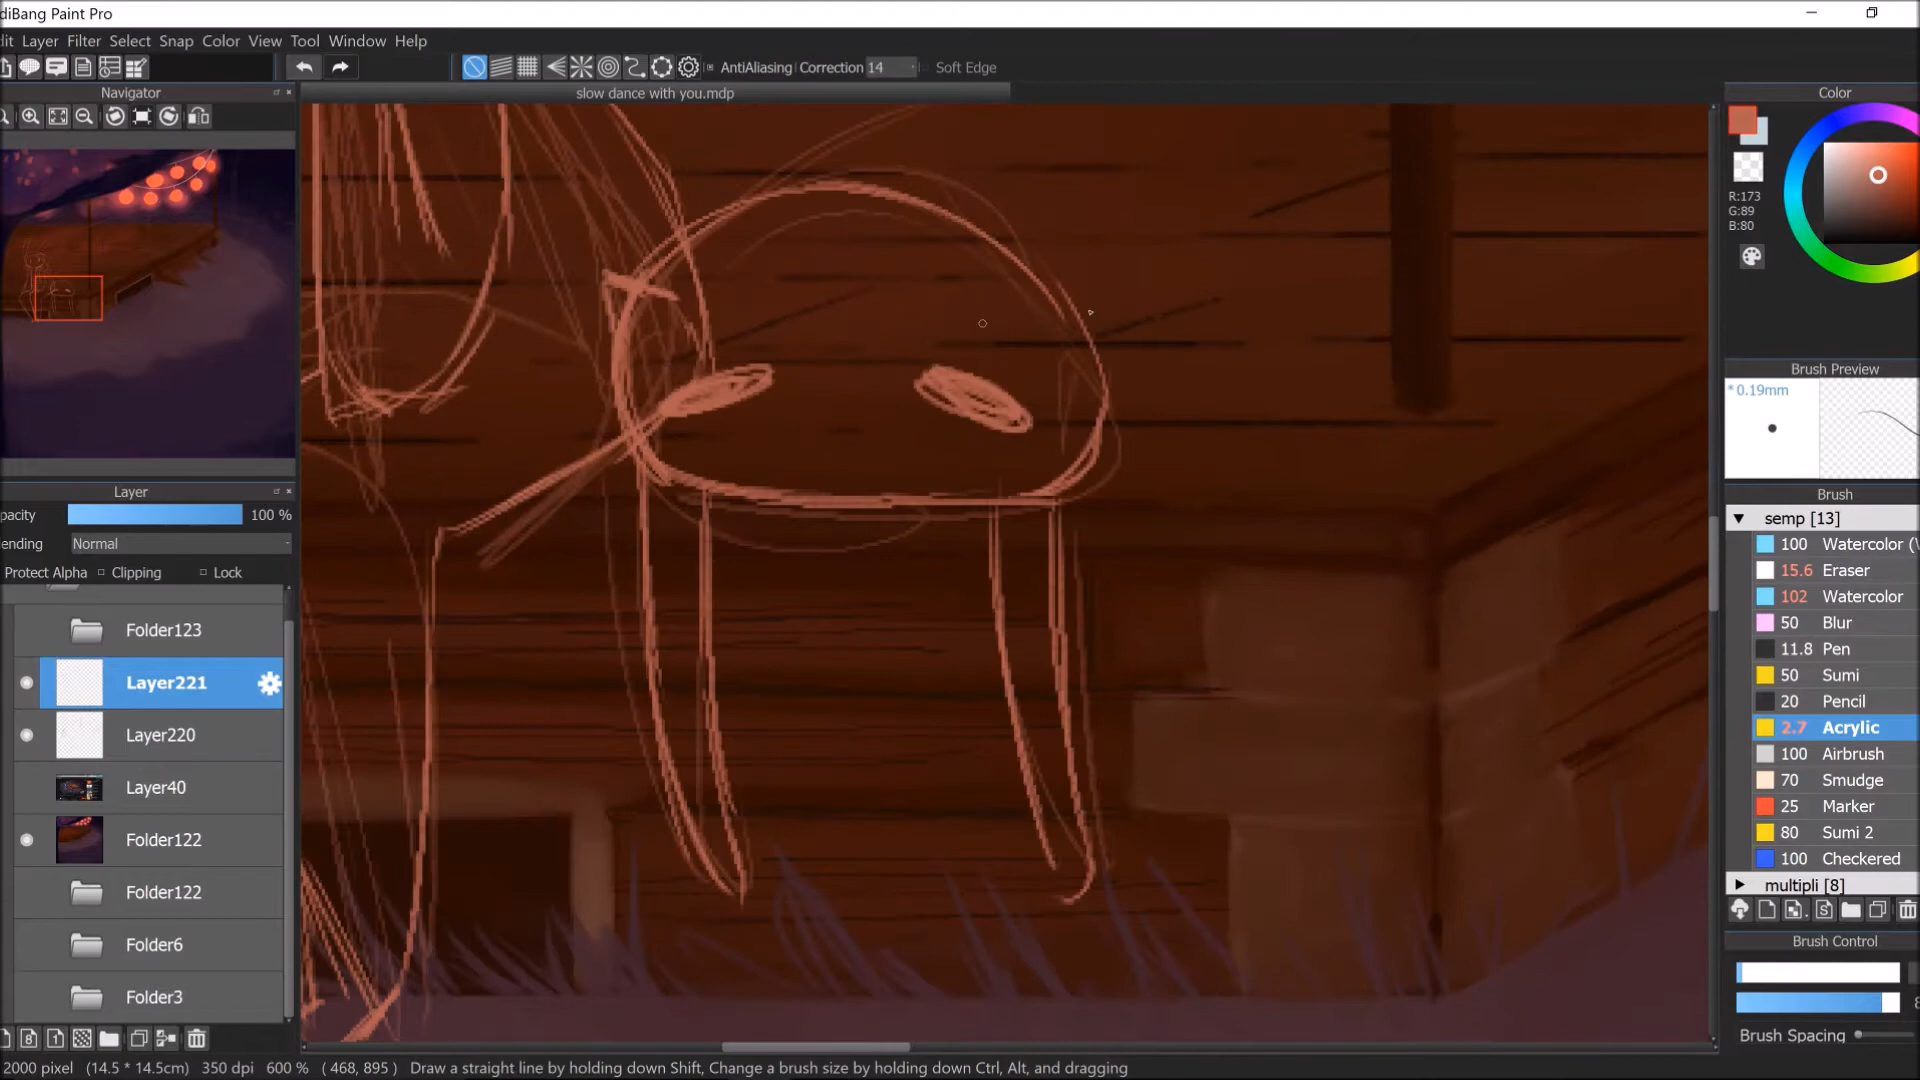 diBang Paint Pro
dit Layer Filter Select Snap Color View Tool Window Help
AntiAliasing Correction 14 Soft Edge
Navigator
slow dance with you.mdp
Color
R:173
G:89
B:80
Brush Preview
* 0.19mm
Layer
pacity 100 %
ending Normal
Protect Alpha Clipping Lock
Folder123
Layer221
Layer220
Layer40
Folder122
Folder122
Folder6
Folder3
Brush
semp [13]
100 Watercolor (
15.6 Eraser
102 Watercolor
50 Blur
11.8 Pen
50 Sumi
20 Pencil
2.7 Acrylic
100 Airbrush
70 Smudge
25 Marker
80 Sumi 2
100 Checkered
multipli [8]
Brush Control
Brush Spacing
2000 pixel (14.5 * 14.5cm) 350 dpi 600 % ( 468, 895 ) Draw a straight line by holding down Shift, Change a brush size by holding down Ctrl, Alt, and dragging